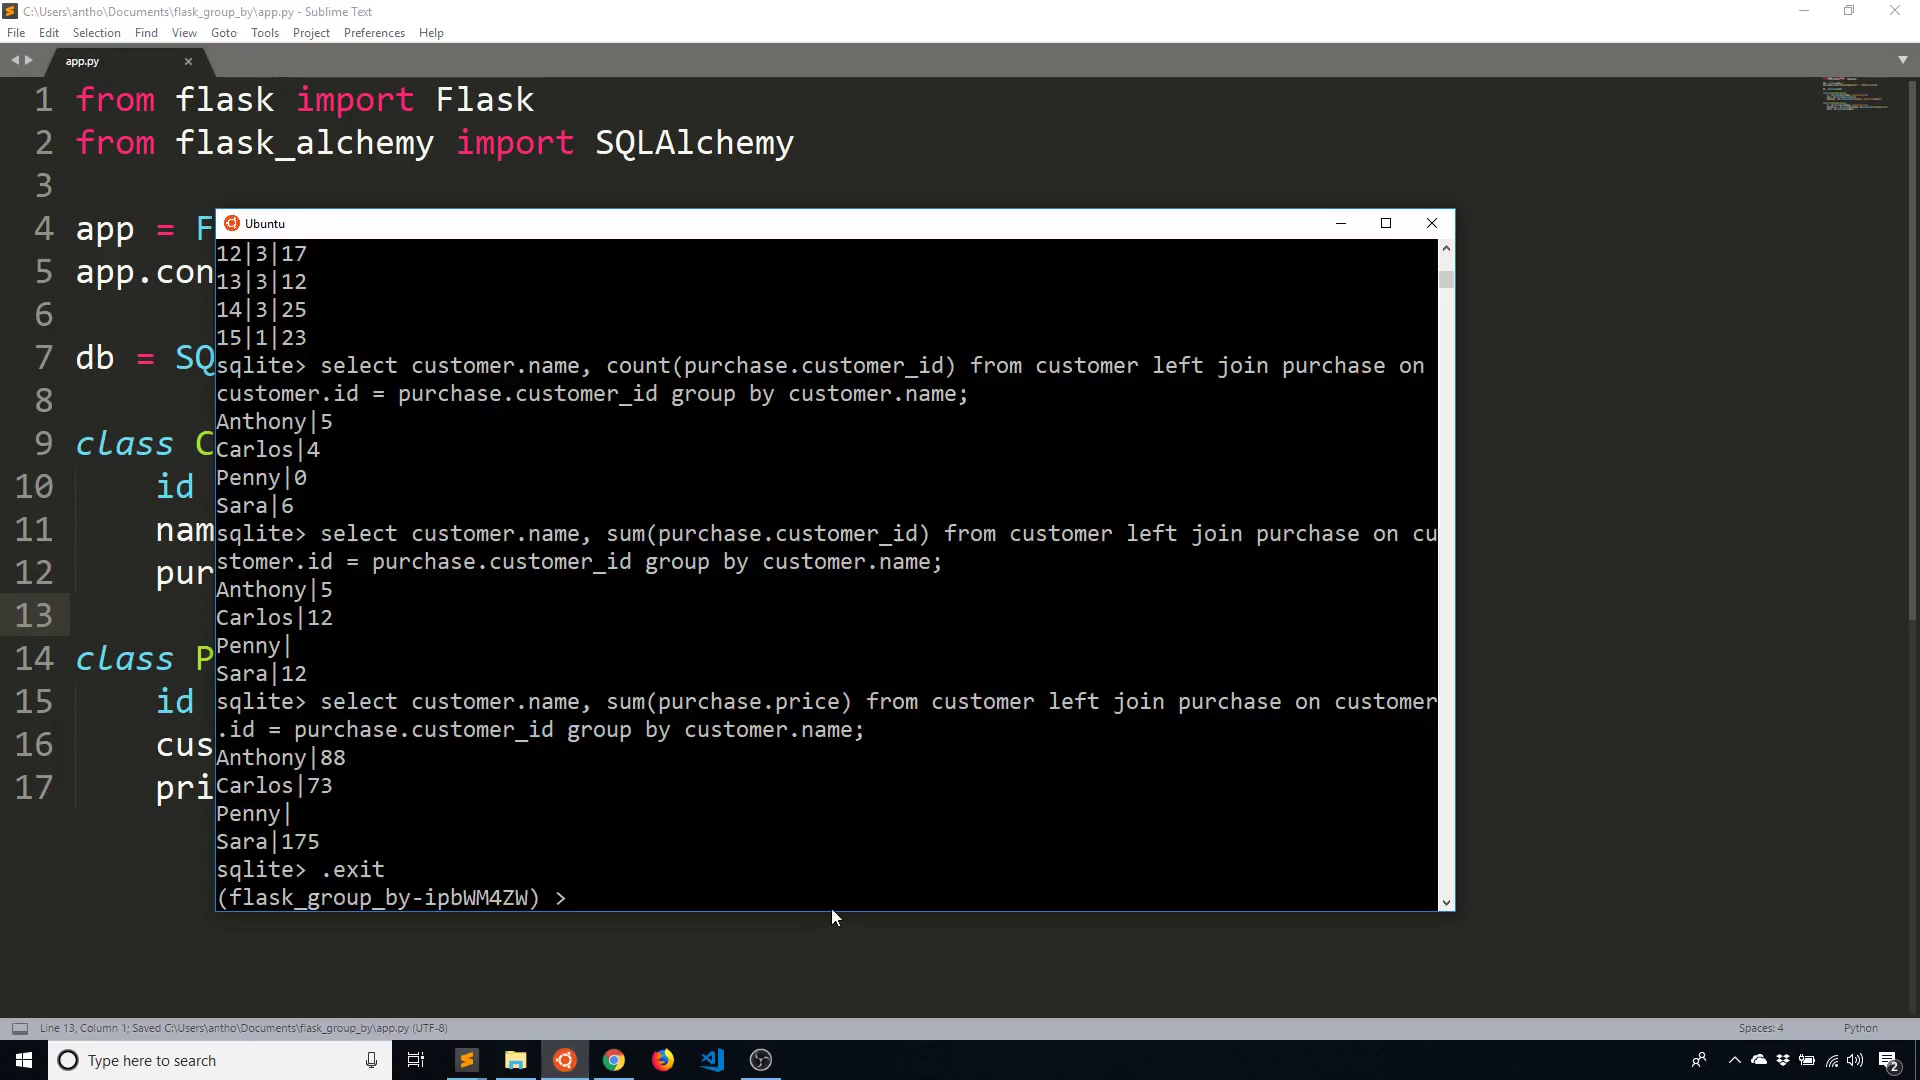 C:\Users\antho\Documents\flask_group_by\app.py - Sublime Text
File Edit Selection Find View Goto Tools Project Preferences Help
app.py
1 from flask import Flask
2 from flask_alchemy import SQLAlchemy
3
4 app = F
5 app.con
6
7 db = SQ
8
9 class C
10 id
11 nam
12 pur
13
14 class P
15 id
16 cus
17 pri
Ubuntu
12|3|17
13|3|12
14|3|25
15|1|23
sqlite> select customer.name, count(purchase.customer_id) from customer left join purchase on
customer.id = purchase.customer_id group by customer.name;
Anthony|5
Carlos|4
Penny|0
Sara|6
sqlite> select customer.name, sum(purchase.customer_id) from customer left join purchase on cu
stomer.id = purchase.customer_id group by customer.name;
Anthony|5
Carlos|12
Penny|
Sara|12
sqlite> select customer.name, sum(purchase.price) from customer left join purchase on customer
.id = purchase.customer_id group by customer.name;
Anthony|88
Carlos|73
Penny|
Sara|175
sqlite> .exit
(flask_group_by-ipbWM4ZW) >
Line 13, Column 1; Saved C:\Users\antho\Documents\flask_group_by\app.py (UTF-8)
Spaces: 4
Python
Type here to search
2